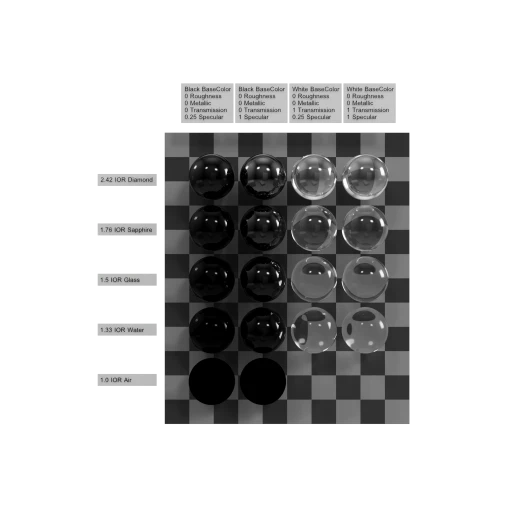 Black BaseColor
0 Roughness
0 Metallic
0 Transmission
0.25 Specular
Black BaseColor
0 Roughness
0 Metallic
0 Transmission
1 Specular
White BaseColor
0 Roughness
0 Metallic
1 Transmission
0.25 Specular
White BaseColor
0 Roughness
0 Metallic
1 Transmission
1 Specular
2.42 IOR Diamond
1.76 IOR Sapphire
1.5 IOR Glass
1.33 IOR Water
1.0 IOR Air